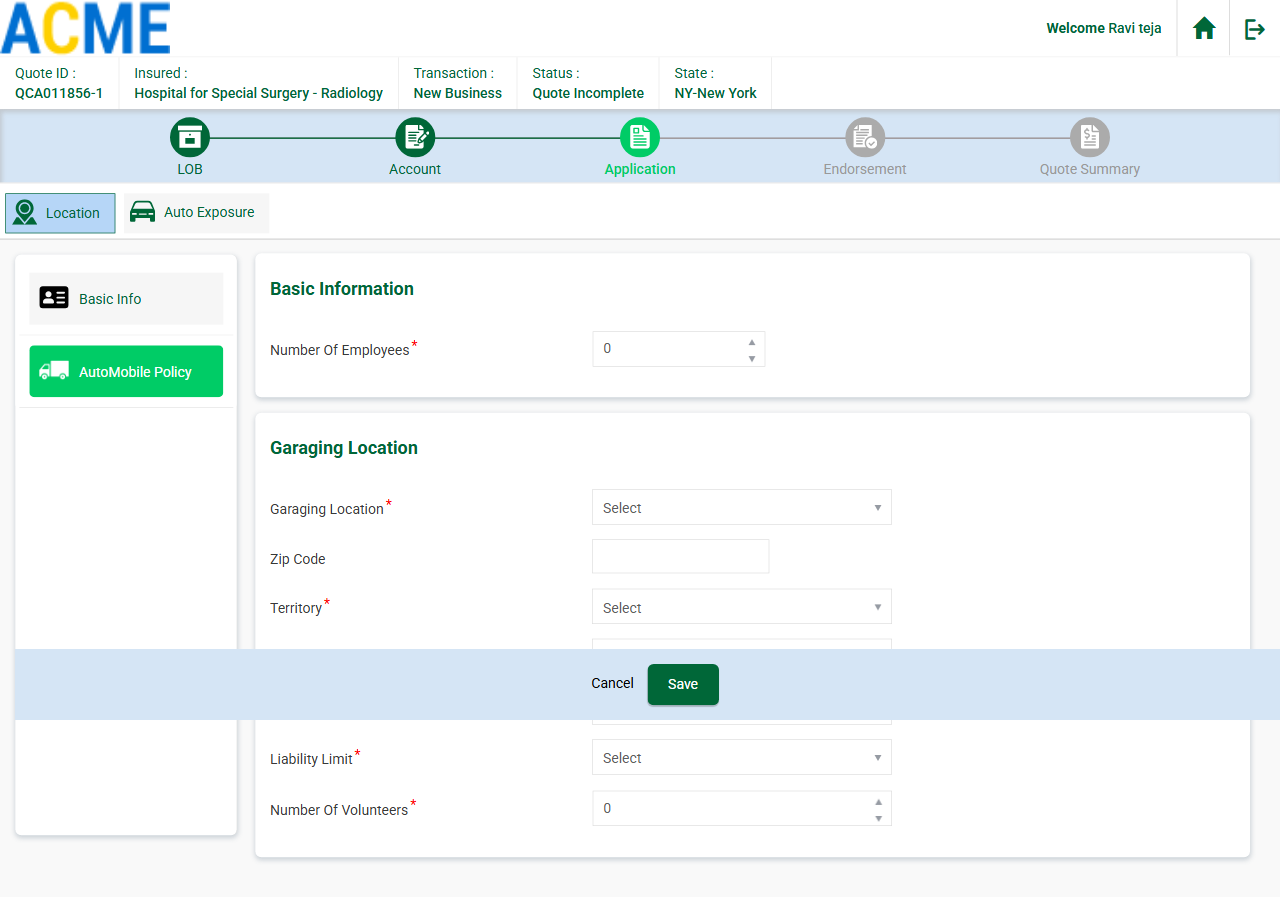 ACME
Welcome Ravi teja
Quote ID :
QCA011856-1
Insured :
Hospital for Special Surgery - Radiology
Transaction :
New Business
Status :
Quote Incomplete
State :
NY-New York
LOB
Account
Application
Endorsement
Quote Summary
Location
Auto Exposure
Basic Info
AutoMobile Policy
Basic Information
Number Of Employees*
0
Garaging Location
Garaging Location*
Select
Zip Code
Territory*
Select
Cancel
Save
Liability Limit*
Select
Number Of Volunteers*
0